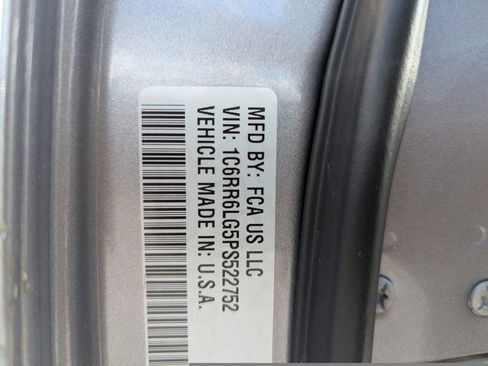 MFD BY: FCA US LLC
VIN: 1C6RR6LG5PS522752
VEHICLE MADE IN: U.S.A.